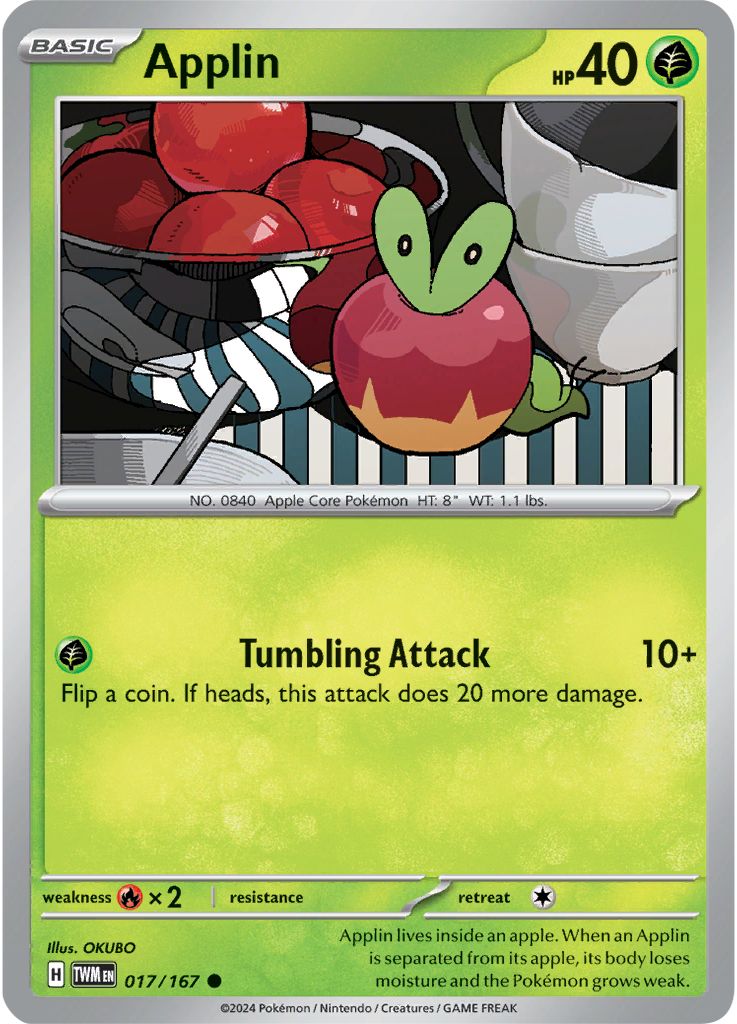 BASIC
Applin
HP 40
NO. 0840 Apple Core Pokémon HT: 8" WT: 1.1 lbs.
Tumbling Attack 10+
Flip a coin. If heads, this attack does 20 more damage.
weakness ×2 resistance retreat
Illus. OKUBO
H TWM EN 017/167
Applin lives inside an apple. When an Applin
is separated from its apple, its body loses
moisture and the Pokémon grows weak.
©2024 Pokémon / Nintendo / Creatures / GAME FREAK